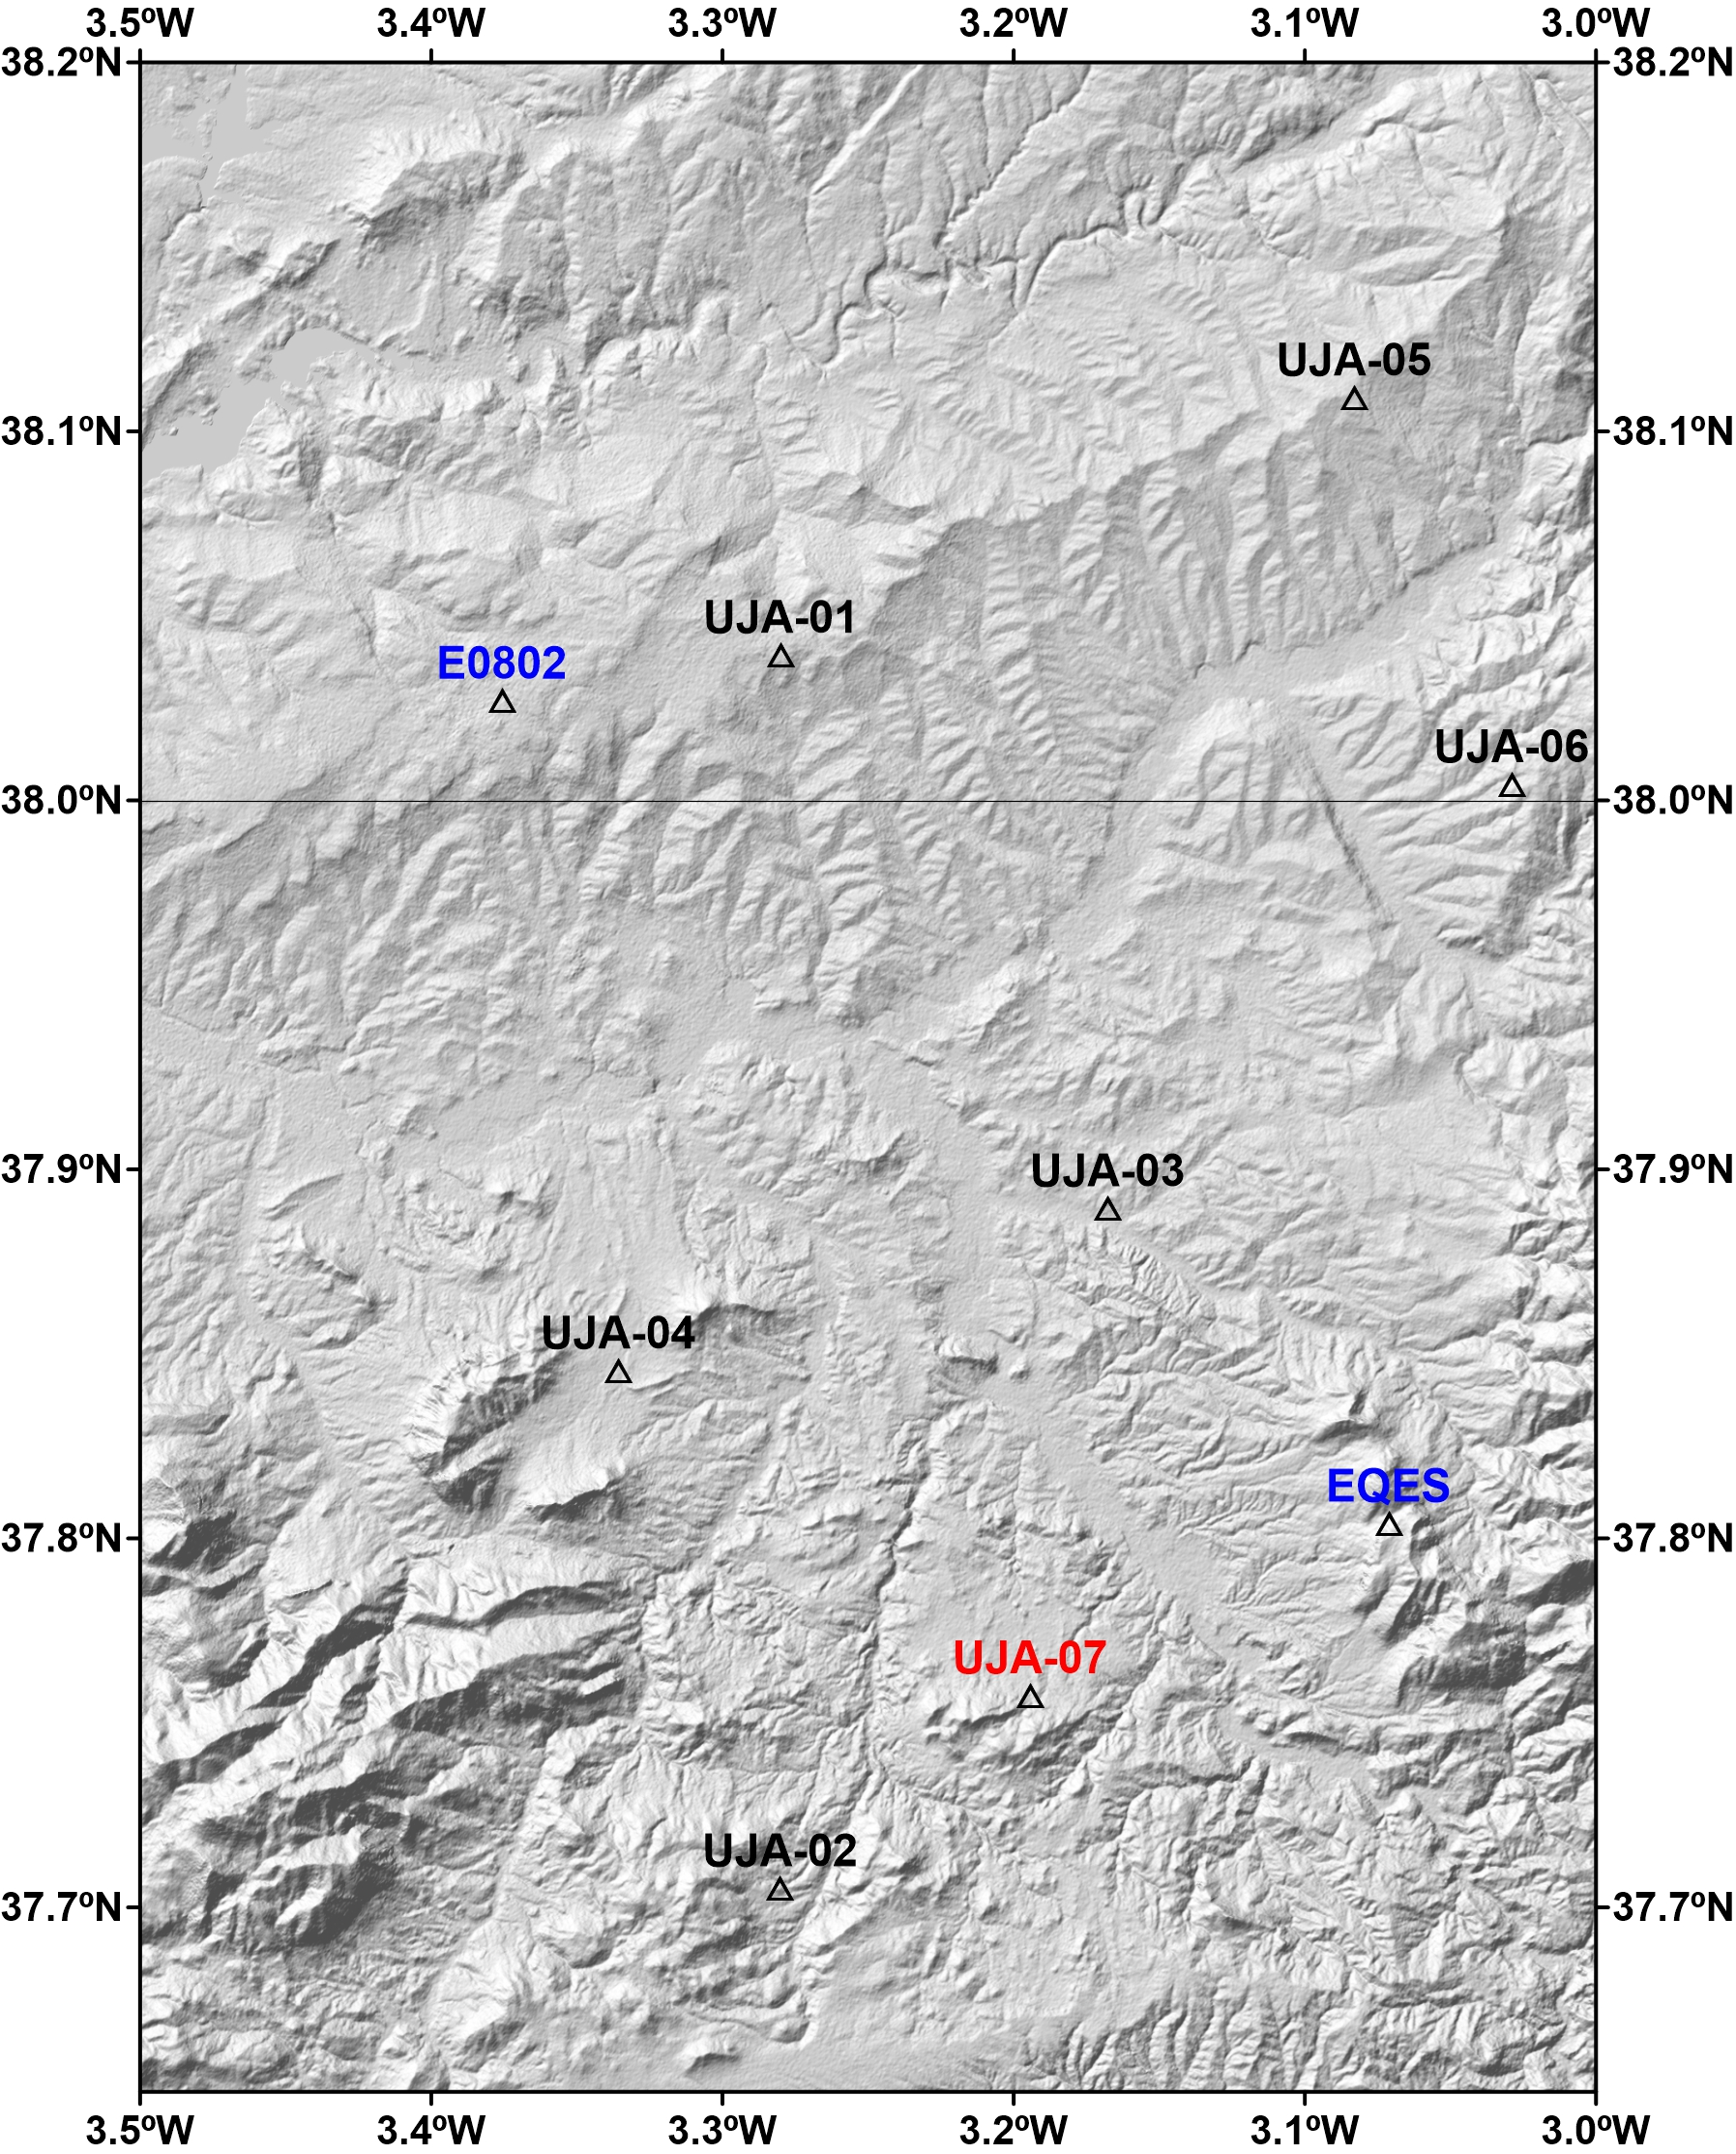 3.5ºW 3.4ºW 3.3ºW 3.2ºW 3.1ºW 3.0ºW
38.2ºN 38.2ºN
UJA-05
38.1ºN 38.1ºN
UJA-01
E0802
UJA-06
38.0ºN 38.0ºN
37.9ºN UJA-03 37.9ºN
UJA-04
EQES
37.8ºN 37.8ºN
UJA-07
UJA-02
37.7ºN 37.7ºN
3.5ºW 3.4ºW 3.3ºW 3.2ºW 3.1ºW 3.0ºW